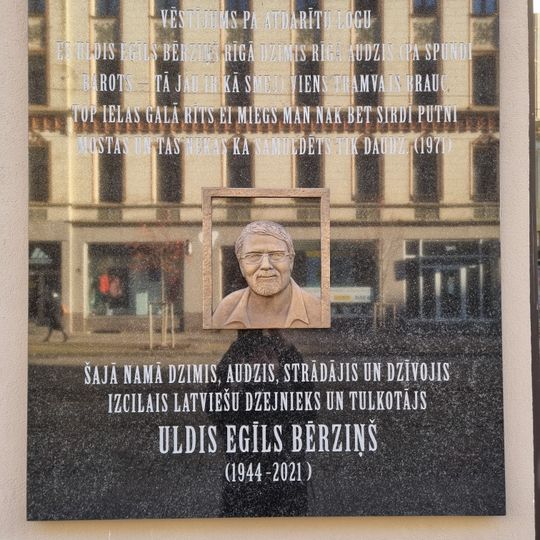 VĒSTĪJUMS PA ATDARĪTU LOGU
ES ULDIS EGILS BĒRZIŅŠ RĪGĀ DZIMIS RĪGĀ AUDZIS (PA SPUNDI
BAROTS – TĀ JAU IR KĀ SMEJ) VIENS TRAMVAJS BRAUC,
TOP IELAS GALĀ RĪTS EI MIEGS MAN NĀK BET SIRDĪ PUTNI
MOSTAS UN TAS NEKAS KA SAMULDĒTS TIK DAUDZ. (1971)
ŠAJĀ NAMĀ DZIMIS, AUDZIS, STRĀDĀJIS UN DZĪVOJIS
IZCILAIS LATVIEŠU DZEJNIEKS UN TULKOTĀJS
ULDIS EGĪLS BĒRZIŅŠ
(1944 -2021 )